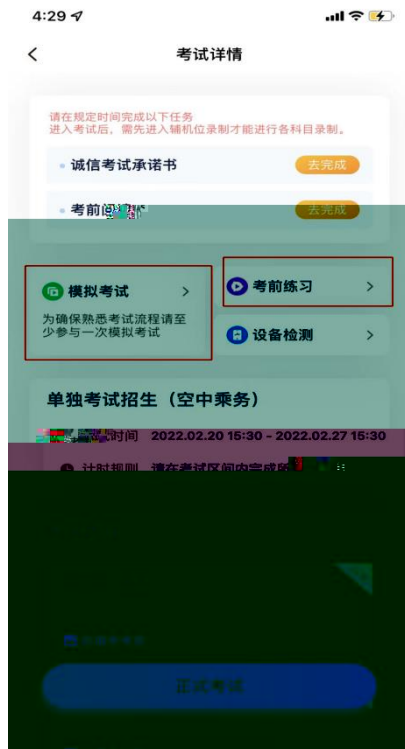 4:29
考试详情
请在规定时间完成以下任务
进入考试后，需先进入辅机位录制才能进行各科目录制。
诚信考试承诺书
去完成
考前
去完成
模拟考试
为确保熟悉考试流程请至
少参与一次模拟考试
考前练习
设备检测
单独考试招生（空中乘务）
时间 2022.02.20 15:30 - 2022.02.27 15:30
计时规则 请在考试区间内完成所
正式考试